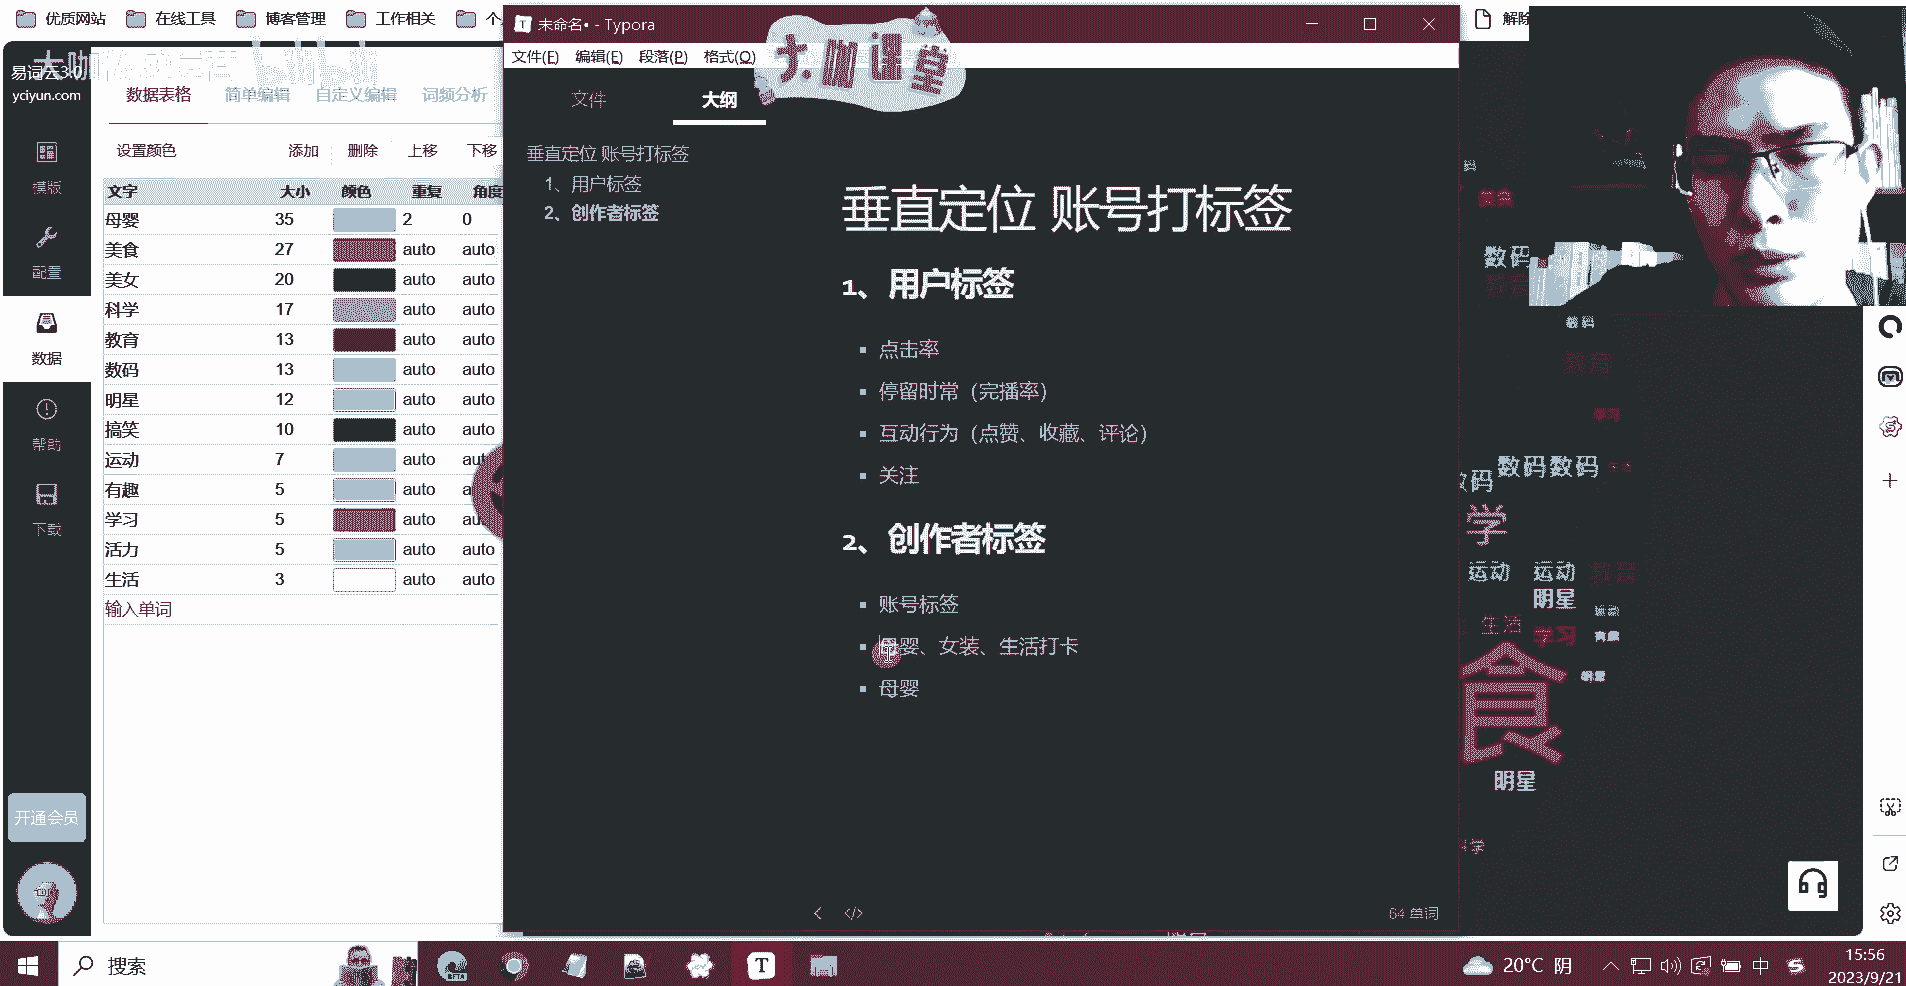 优质网站
在线工具
博客管理
工作相关
未命名• - Typora
解除
文件(F) 编辑(E) 段落(P) 格式(O)
大咖课堂
易词云3.0
yciyun.com
数据表格 简单编辑 自定义编辑 词频分析
文件 大纲
设置颜色 添加 删除 上移 下移
文字 大小 颜色 重复 角度
母婴 35 2 0
美食 27 auto auto
美女 20 auto auto
科学 17 auto auto
教育 13 auto auto
数码 13 auto auto
明星 12 auto auto
搞笑 10 auto auto
运动 7 auto
有趣 5 auto
学习 5 auto auto
活力 5 auto auto
生活 3 auto auto
输入单词
模版
配置
数据
帮助
下载
开通会员
垂直定位 账号打标签
1、用户标签
2、创作者标签
垂直定位 账号打标签
1、 用户标签
点击率
停留时常（完播率）
互动行为（点赞、收藏、评论）
关注
2、 创作者标签
账号标签
母婴、女装、生活打卡
母婴
64 单词
数码
数码数码
学
运动 运动 教育
明星
生活 学习
食
明星
搜索
20°C 阴
中
15:56
2023/9/21